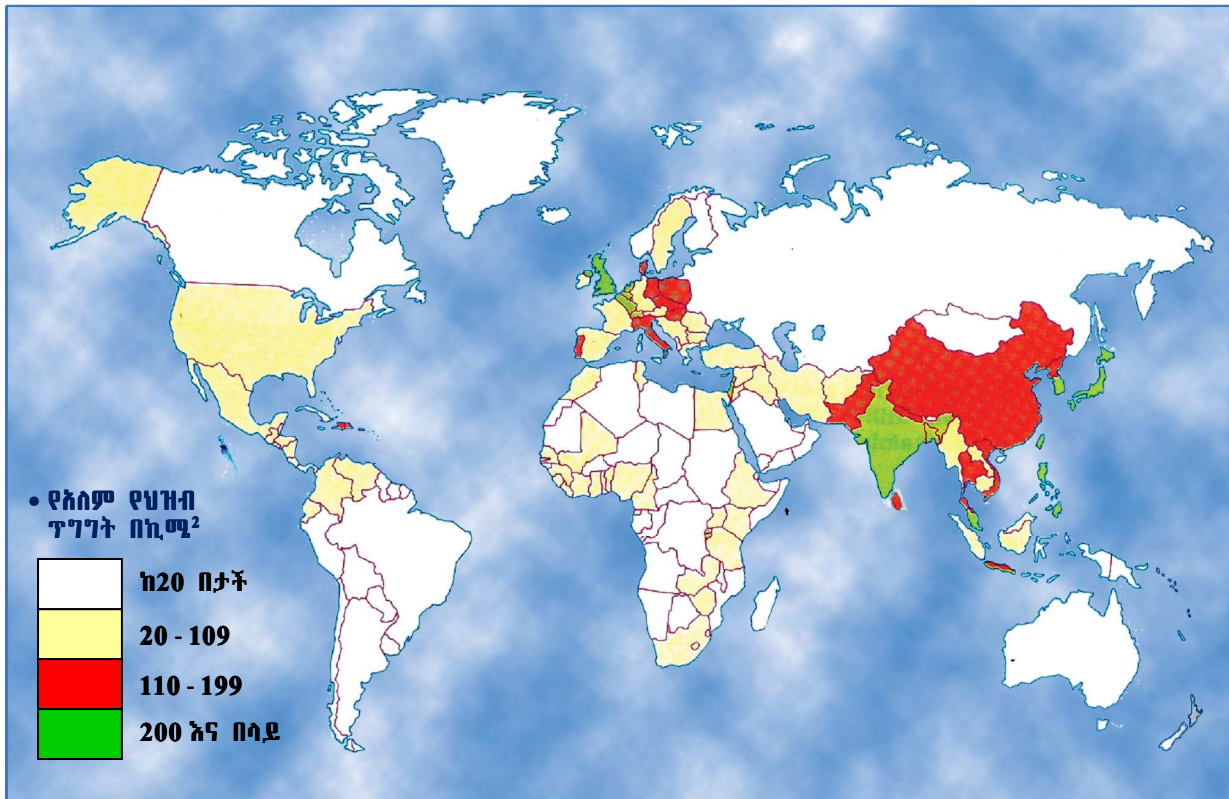 • የአለም የህዝብ
ጥግግት በኪሜ²
ከ20 በታች
20 - 109
110 - 199
200 እና በላይ